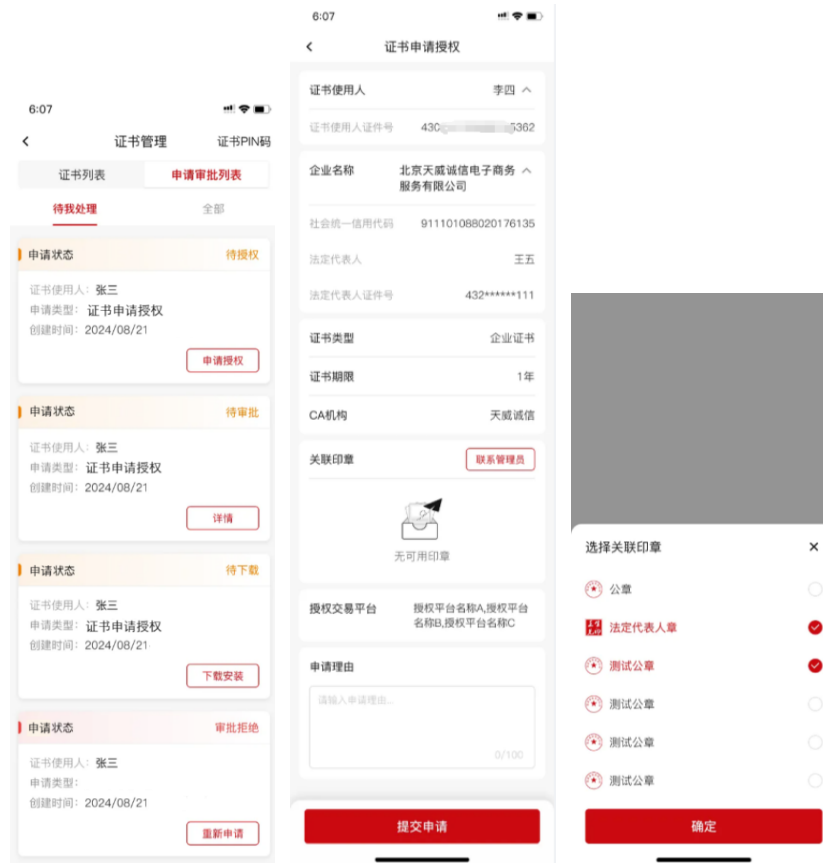 6:07
证书管理
证书PIN码
证书列表
申请审批列表
待我处理
全部
申请状态
待授权
证书使用人：张三
申请类型：证书申请授权
创建时间：2024/08/21
申请授权
申请状态
待审批
证书使用人：张三
申请类型：证书申请授权
创建时间：2024/08/21
详情
申请状态
待下载
证书使用人：张三
申请类型：证书申请授权
创建时间：2024/08/21
下载安装
申请状态
审批拒绝
证书使用人：张三
申请类型：
创建时间：2024/08/21
重新申请
6:07
证书申请授权
证书使用人
李四
证书使用人证件号
430
5362
企业名称
北京天威诚信电子商务
服务有限公司
社会统一信用代码
911101088020176135
法定代表人
王五
法定代表人证件号
432******111
证书类型
企业证书
证书期限
1年
CA机构
天威诚信
关联印章
联系管理员
无可用印章
授权交易平台
授权平台名称A,授权平台
名称B,授权平台名称C
申请理由
请输入申请理由...
0/100
提交申请
选择关联印章
公章
法定代表人章
测试公章
测试公章
测试公章
测试公章
确定